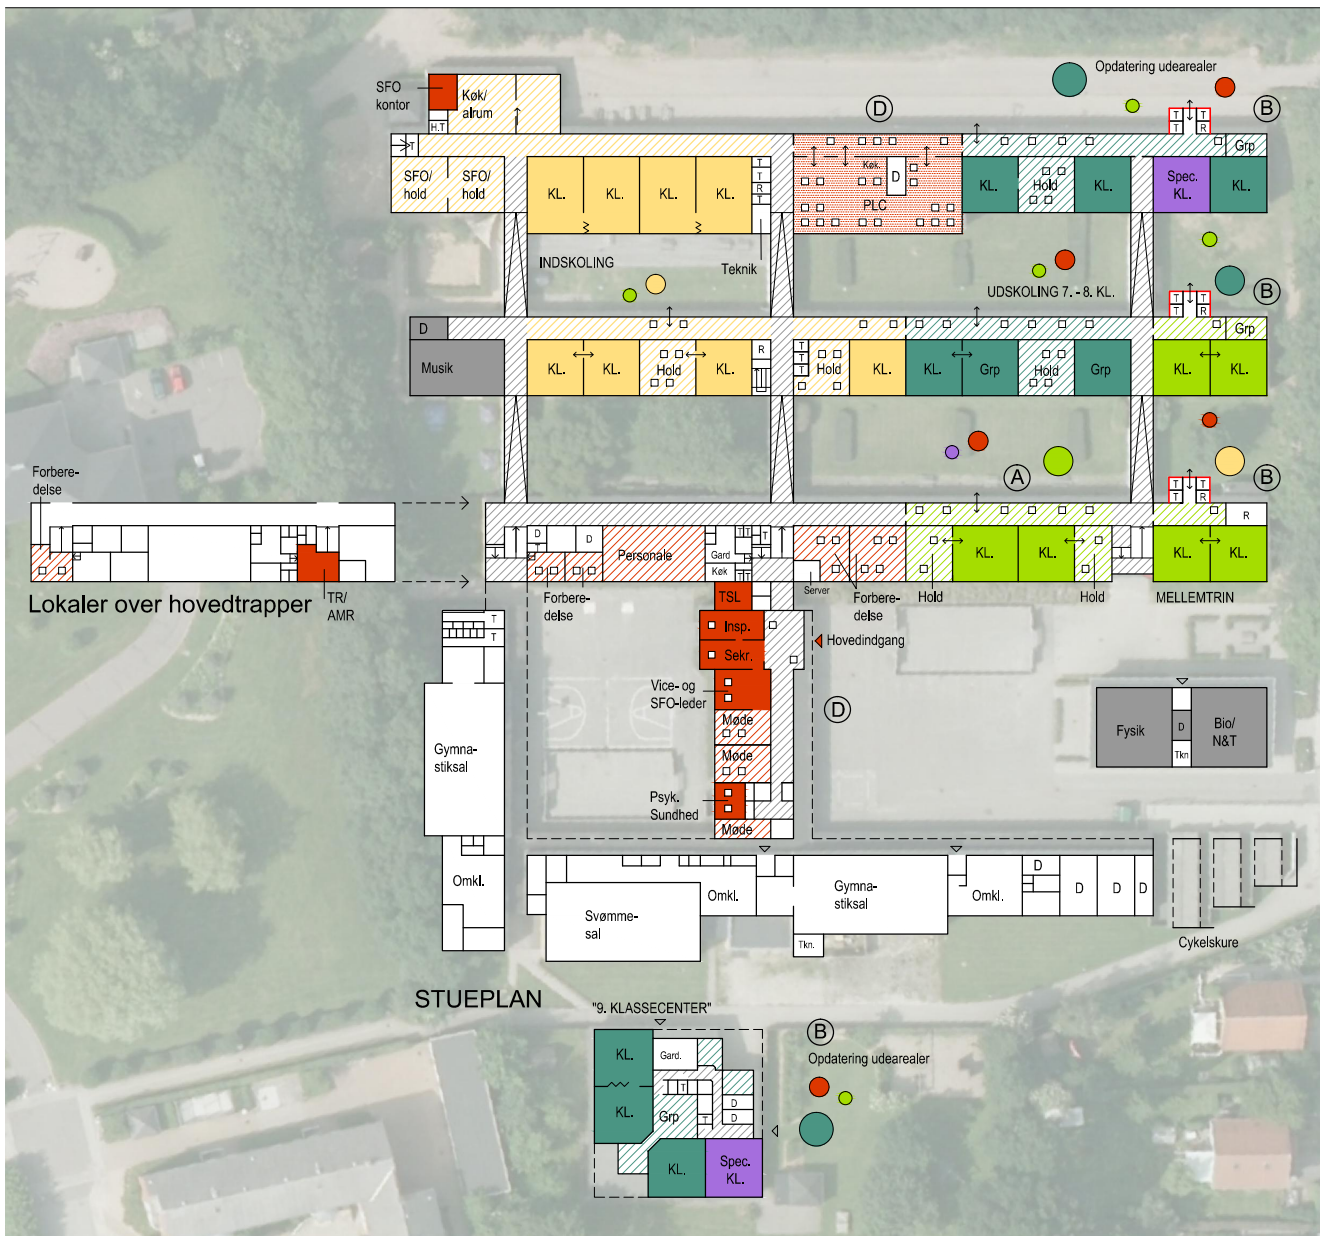 Opdatering udearealer
SFO
kontor
Køk/
alrum
H.T
T
D
B
T T
T R
Grp
SFO/
hold
SFO/
hold
KL.
KL.
KL.
KL.
T
T
R
T
Køk.
D
PLC
KL.
Hold
KL.
Spec.
KL.
KL.
INDSKOLING
Teknik
UDSKOLING 7. - 8. KL.
B
T T
T R
D
Grp
Musik
KL.
KL.
Hold
KL.
R
T
T
T
Hold
KL.
KL.
Grp
Hold
Grp
KL.
KL.
Forbere-
delse
A
B
T T
T R
R
D
D
Personale
Gard
Køk
T T
T
T T
KL.
KL.
KL.
KL.
Lokaler over hovedtrapper
TR/
AMR
Forbere-
delse
TSL
Server
Forbere-
delse
Hold
Hold
MELLEMTRIN
T
T
Insp.
Sekr.
Hovedindgang
Vice- og
SFO-leder
D
Møde
Møde
Fysik
D
Tkn
Bio/
N&T
Gymna-
stiksal
Psyk.
Sundhed
Møde
Omkl.
Svømme-
sal
Omkl.
Gymna-
stiksal
Tkn.
Omkl.
D
D
D
D
Cykelskure
STUEPLAN
"9. KLASSECENTER"
B
Opdatering udearealer
KL.
Gard.
T
KL.
Grp
D
D
T
KL.
Spec.
KL.